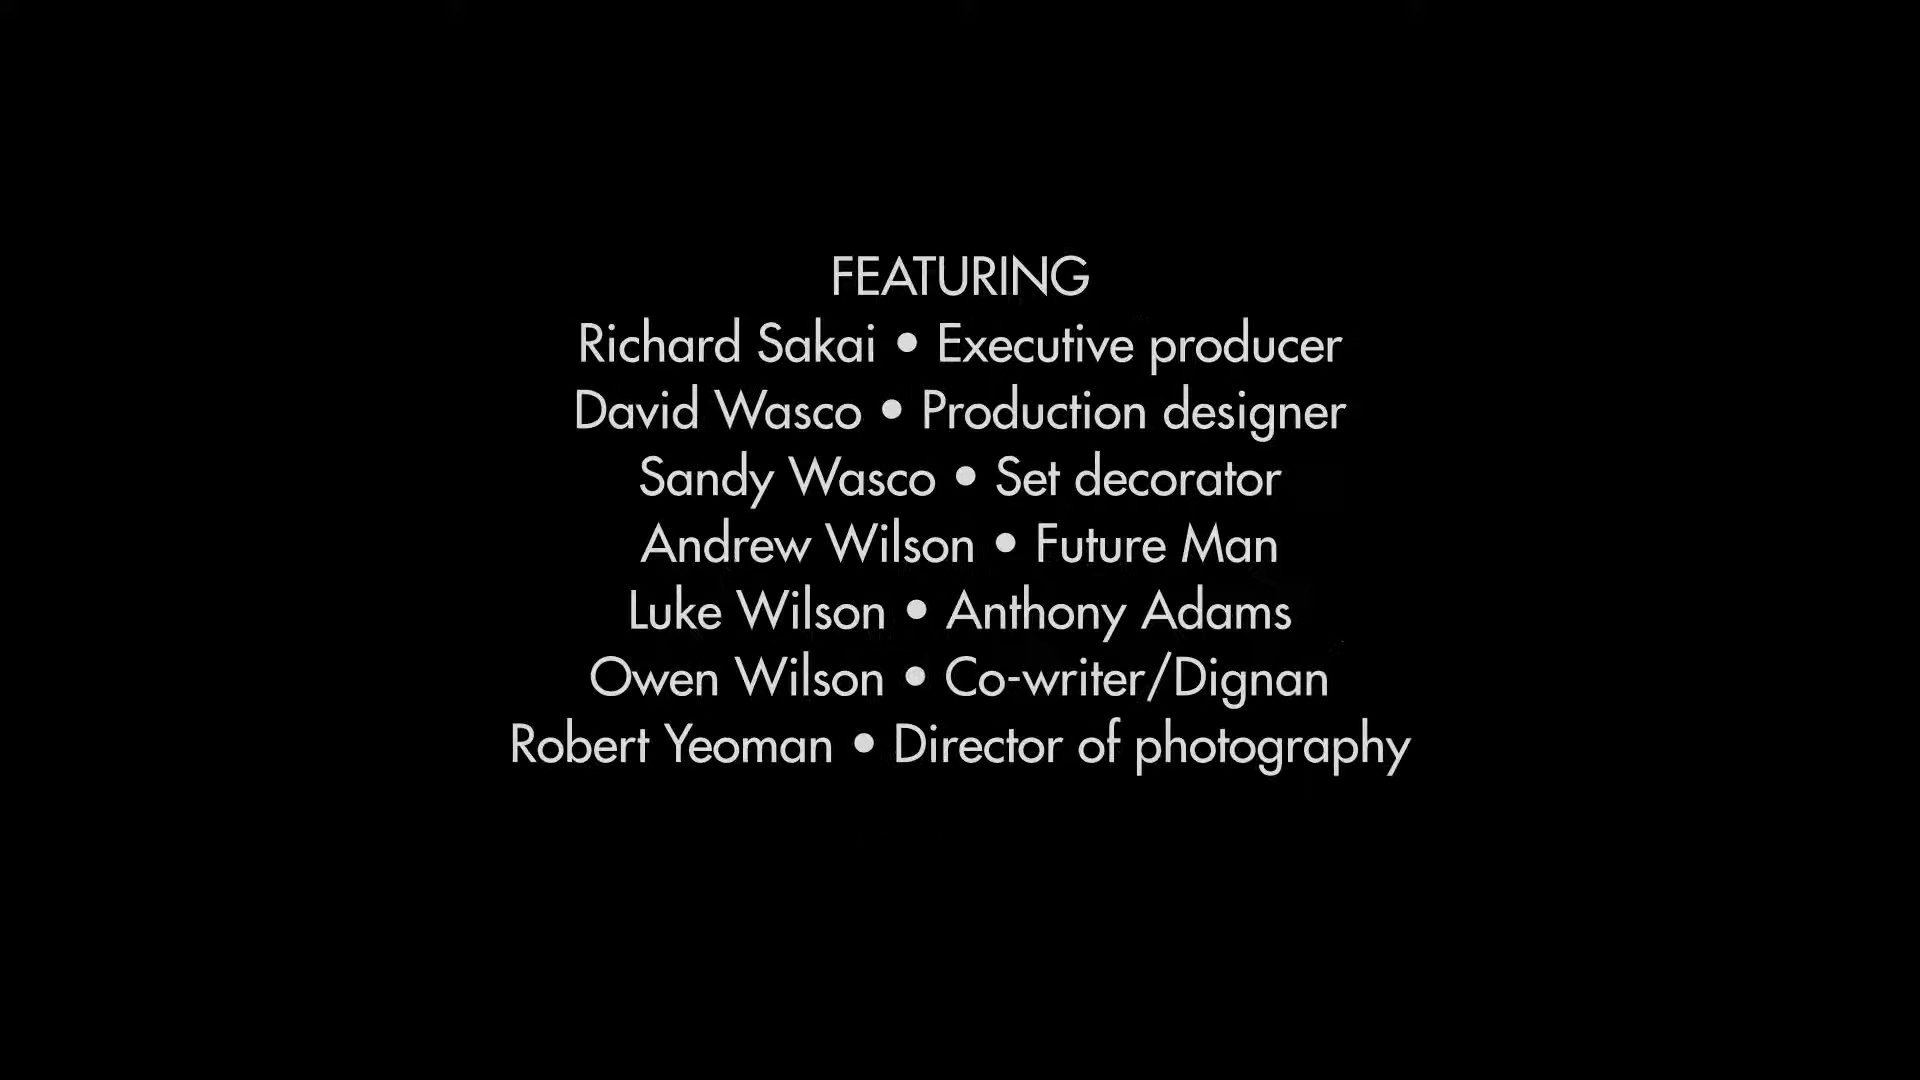 FEATURING
Richard Sakai • Executive producer
David Wasco • Production designer
Sandy Wasco • Set decorator
Andrew Wilson • Future Man
Luke Wilson • Anthony Adams
Owen Wilson • Co-writer/Dignan
Robert Yeoman • Director of photography